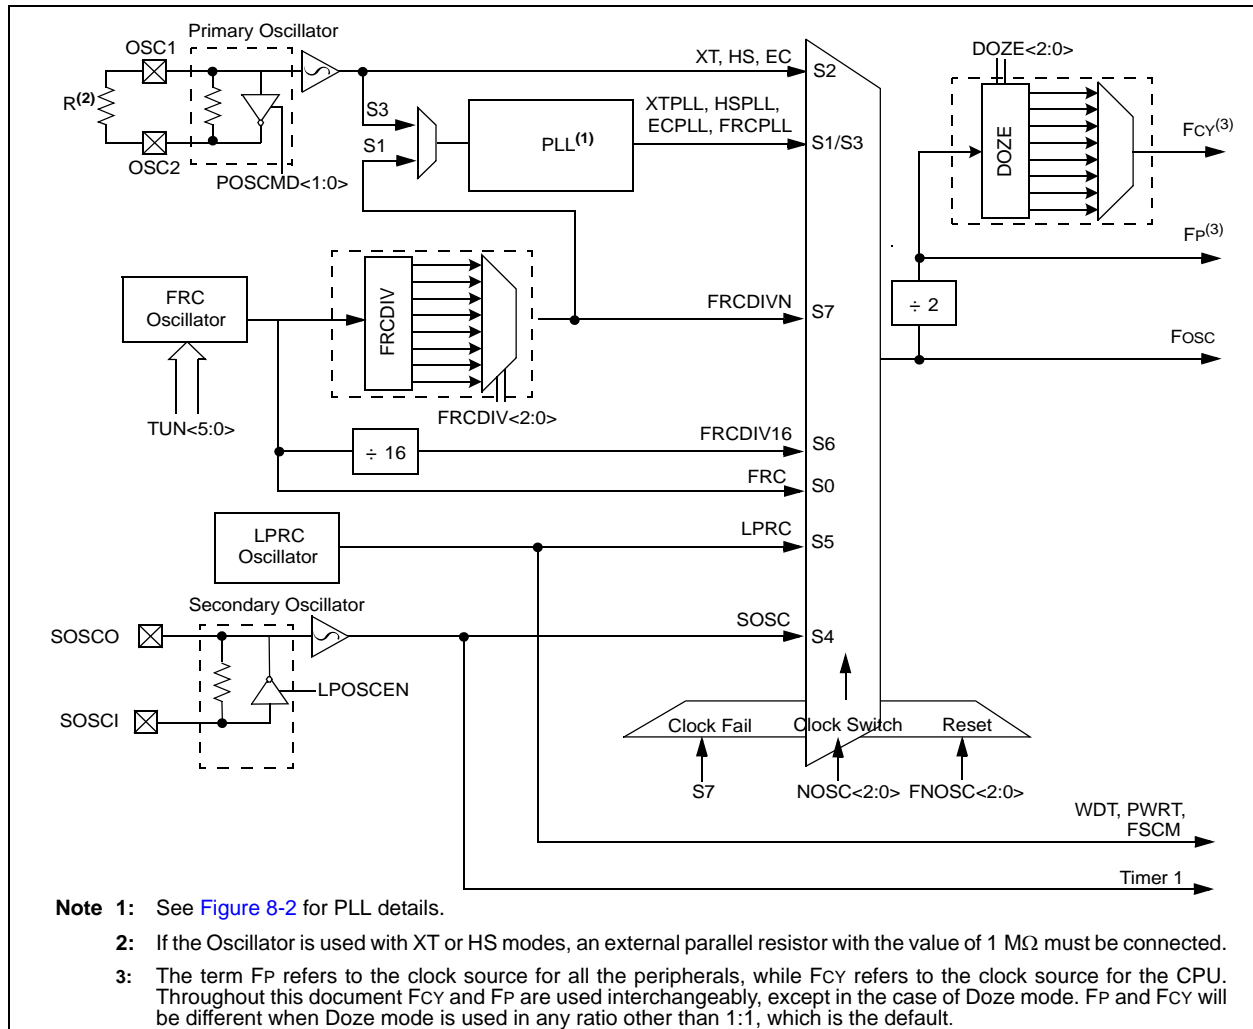 Primary Oscillator
OSC1
R(2)
OSC2
POSCMD<1:0>
S3
S1
PLL(1)
XT, HS, EC
XTPLL, HSPLL,
ECPLL, FRCPLL
S2
S1/S3
DOZE<2:0>
DOZE
FCY(3)
FP(3)
÷ 2
FOSC
FRC
Oscillator
TUN<5:0>
FRCDIV
FRCDIV<2:0>
FRCDIVN
S7
÷ 16
FRCDIV16
S6
FRC
S0
LPRC
Oscillator
LPRC
S5
Secondary Oscillator
SOSCO
SOSCI
LPOSCEN
SOSC
S4
Clock Fail
Clock Switch
Reset
S7
NOSC<2:0>
FNOSC<2:0>
WDT, PWRT,
FSCM
Timer 1
Note 1: See Figure 8-2 for PLL details.
2: If the Oscillator is used with XT or HS modes, an external parallel resistor with the value of 1 MΩ must be connected.
3: The term FP refers to the clock source for all the peripherals, while FCY refers to the clock source for the CPU.
Throughout this document FCY and FP are used interchangeably, except in the case of Doze mode. FP and FCY will
be different when Doze mode is used in any ratio other than 1:1, which is the default.